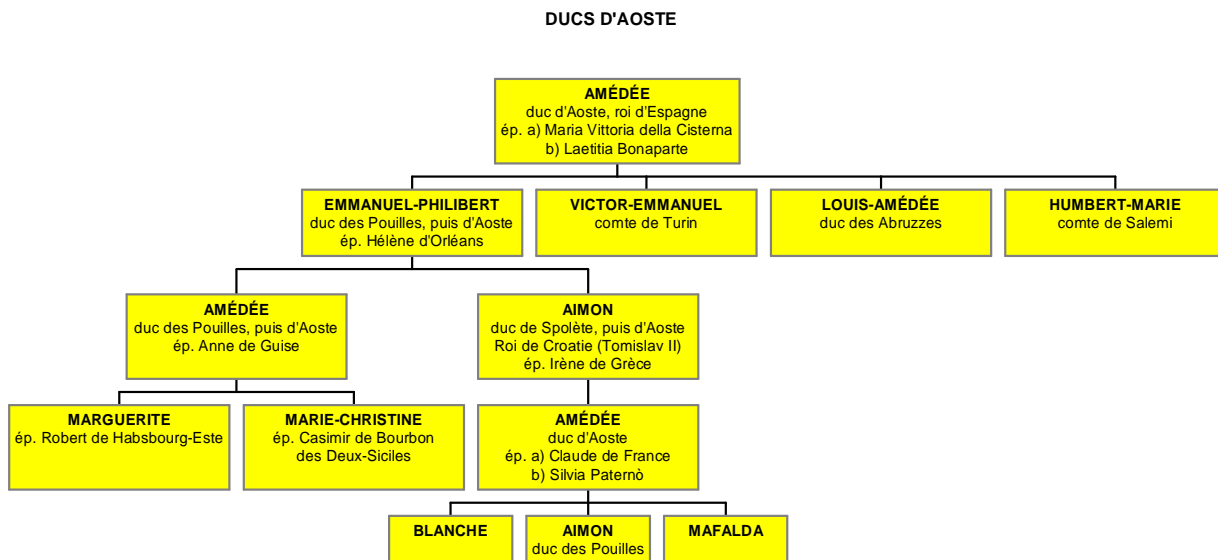 DUCS D'AOSTE
AMÉDÉE
duc d'Aoste, roi d'Espagne
ép. a) Maria Vittoria della Cisterna
b) Laetitia Bonaparte
EMMANUEL-PHILIBERT
duc des Pouilles, puis d'Aoste
ép. Hélène d'Orléans
VICTOR-EMMANUEL
comte de Turin
LOUIS-AMÉDÉE
duc des Abruzzes
HUMBERT-MARIE
comte de Salemi
AMÉDÉE
duc des Pouilles, puis d'Aoste
ép. Anne de Guise
AIMON
duc de Spolète, puis d'Aoste
Roi de Croatie (Tomislav II)
ép. Irène de Grèce
MARGUERITE
ép. Robert de Habsbourg-Este
MARIE-CHRISTINE
ép. Casimir de Bourbon
des Deux-Siciles
AMÉDÉE
duc d'Aoste
ép. a) Claude de France
b) Silvia Paternò
BLANCHE
AIMON
duc des Pouilles
MAFALDA